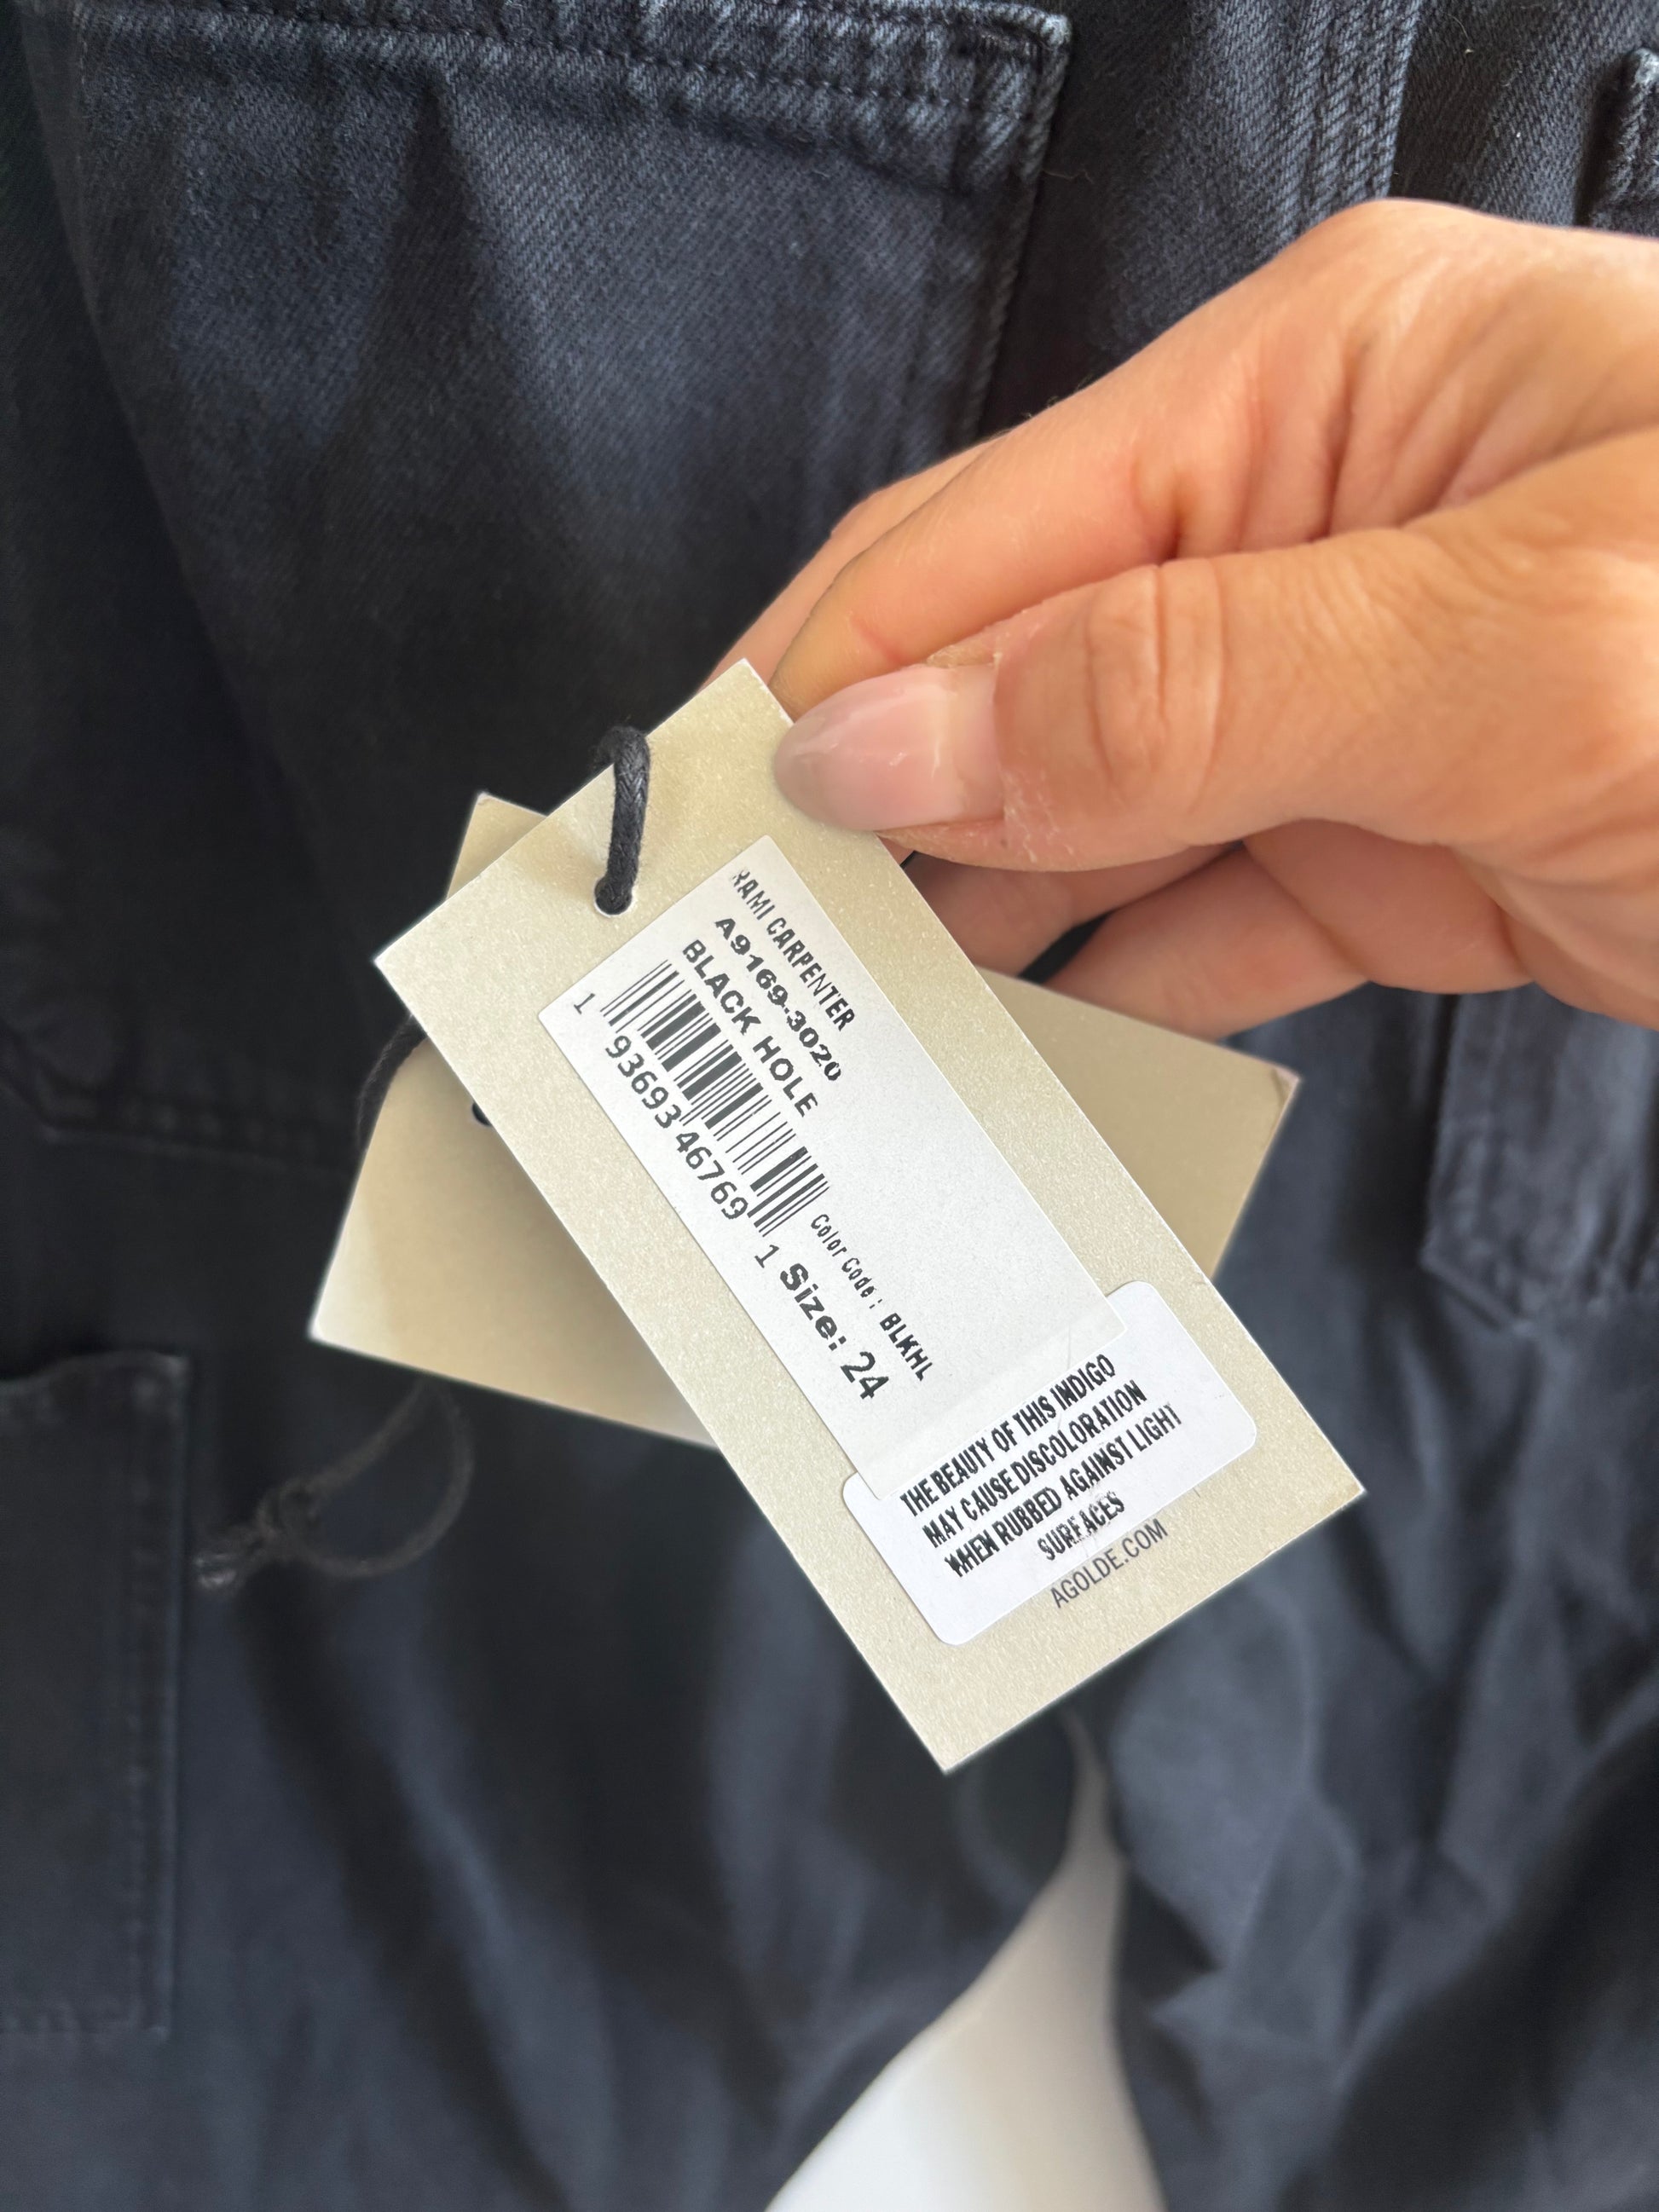 RAMI CARPENTER
A9169-3020
BLACK HOLE
1 93693 46769 1
Color Code : BLKHL
Size: 24
THE BEAUTY OF THIS INDIGO
MAY CAUSE DISCOLORATION
WHEN RUBBED AGAINST LIGHT
SURFACES
AGOLDE.COM